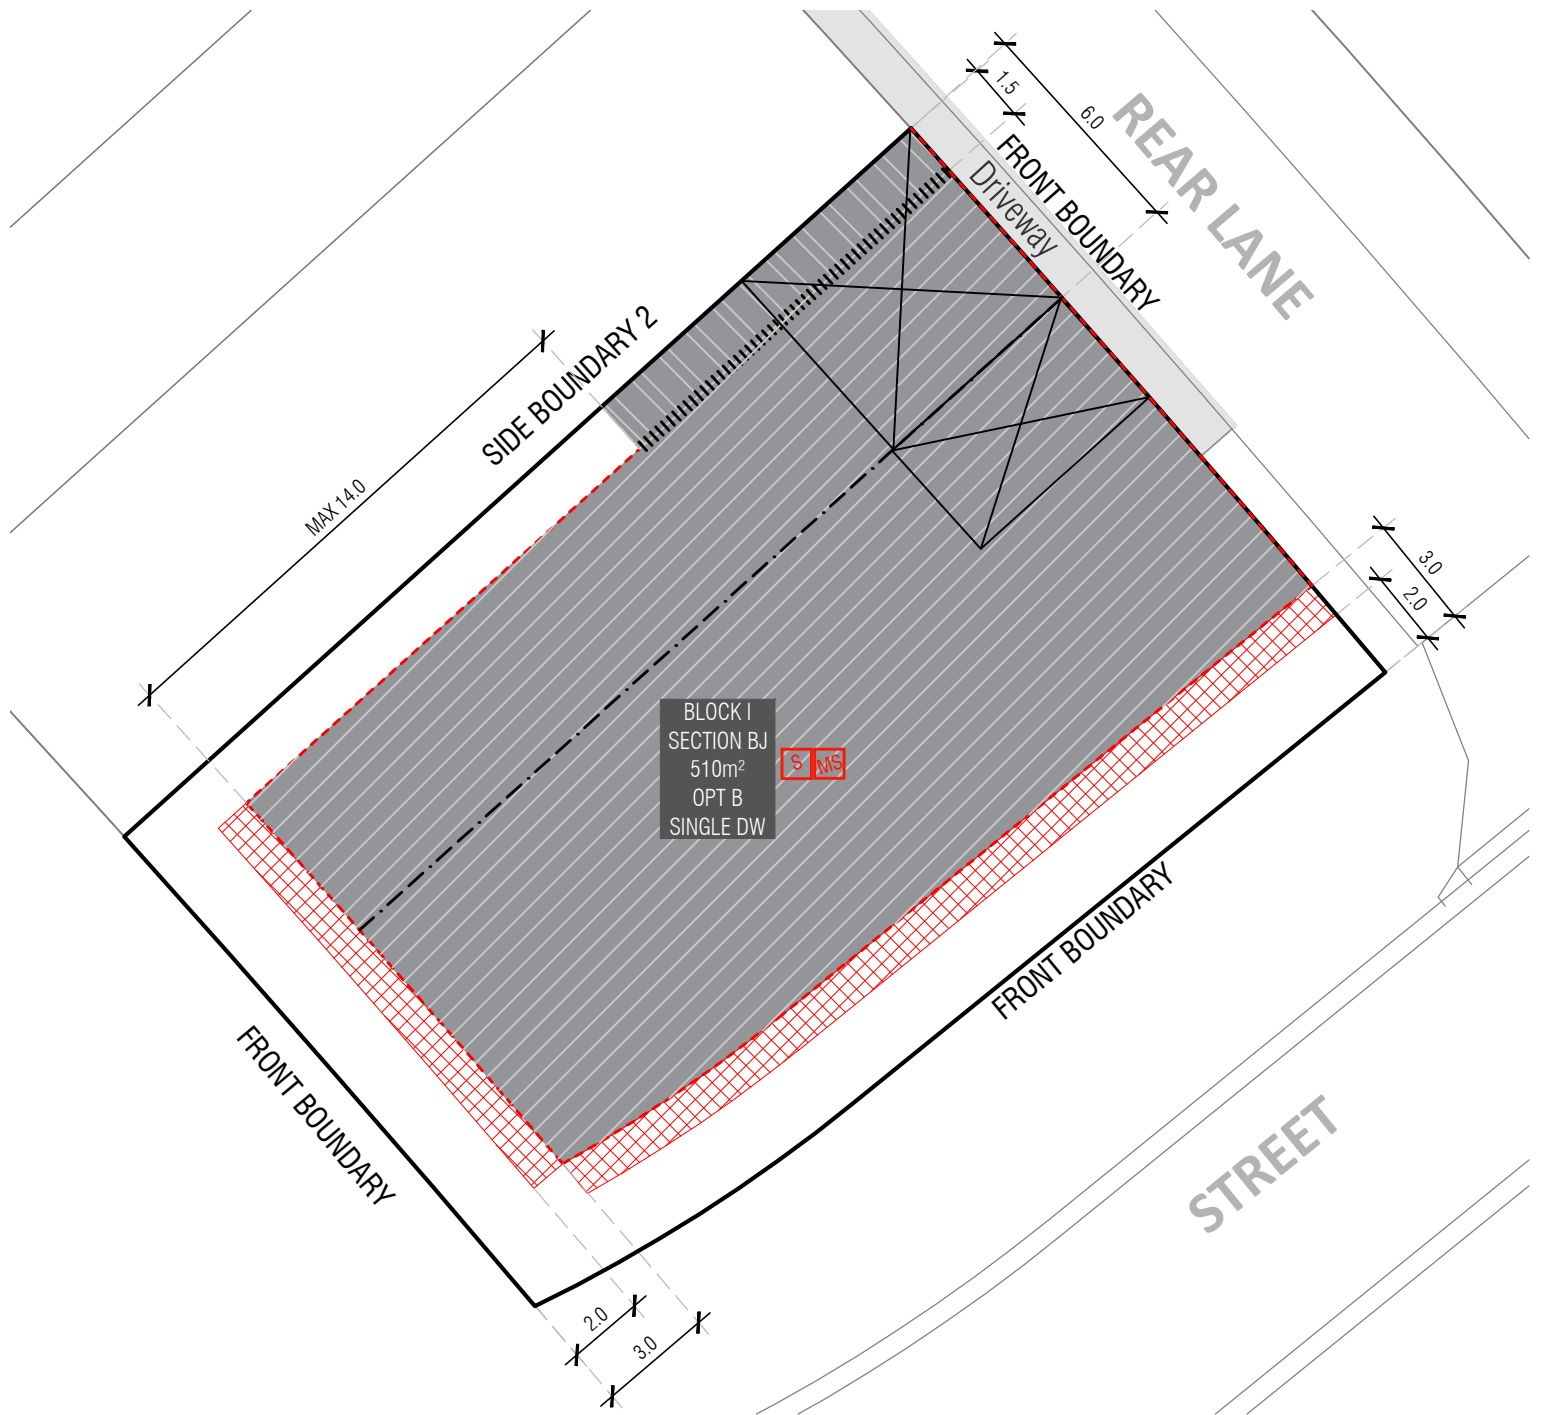 1.5
6.0
REAR LANE
FRONT BOUNDARY
Driveway
SIDE BOUNDARY 2
MAX 14.0
3.0
2.0
BLOCK I
SECTION BJ
510m²
OPT B
SINGLE DW
S
MS
FRONT BOUNDARY
FRONT BOUNDARY
STREET
2.0
3.0